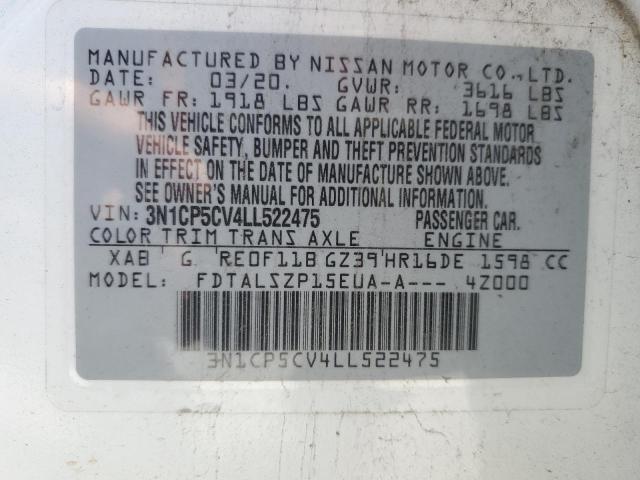 MANUFACTURED BY NISSAN MOTOR CO., LTD.
DATE: 03/20. GVWR: 3616 LBS
GAWR FR: 1918 LBS GAWR RR: 1698 LBS
THIS VEHICLE CONFORMS TO ALL APPLICABLE FEDERAL MOTOR
VEHICLE SAFETY, BUMPER AND THEFT PREVENTION STANDARDS
IN EFFECT ON THE DATE OF MANUFACTURE SHOWN ABOVE.
SEE OWNER'S MANUAL FOR ADDITIONAL INFORMATION.
VIN: 3N1CP5CV4LL522475 PASSENGER CAR.
COLOR TRIM TRANS AXLE ENGINE
XAB G RE0F11B GZ39 HR16DE 1598 CC
MODEL: FDTALSZP15EUA-A--- 4Z000
3N1CP5CV4LL522475